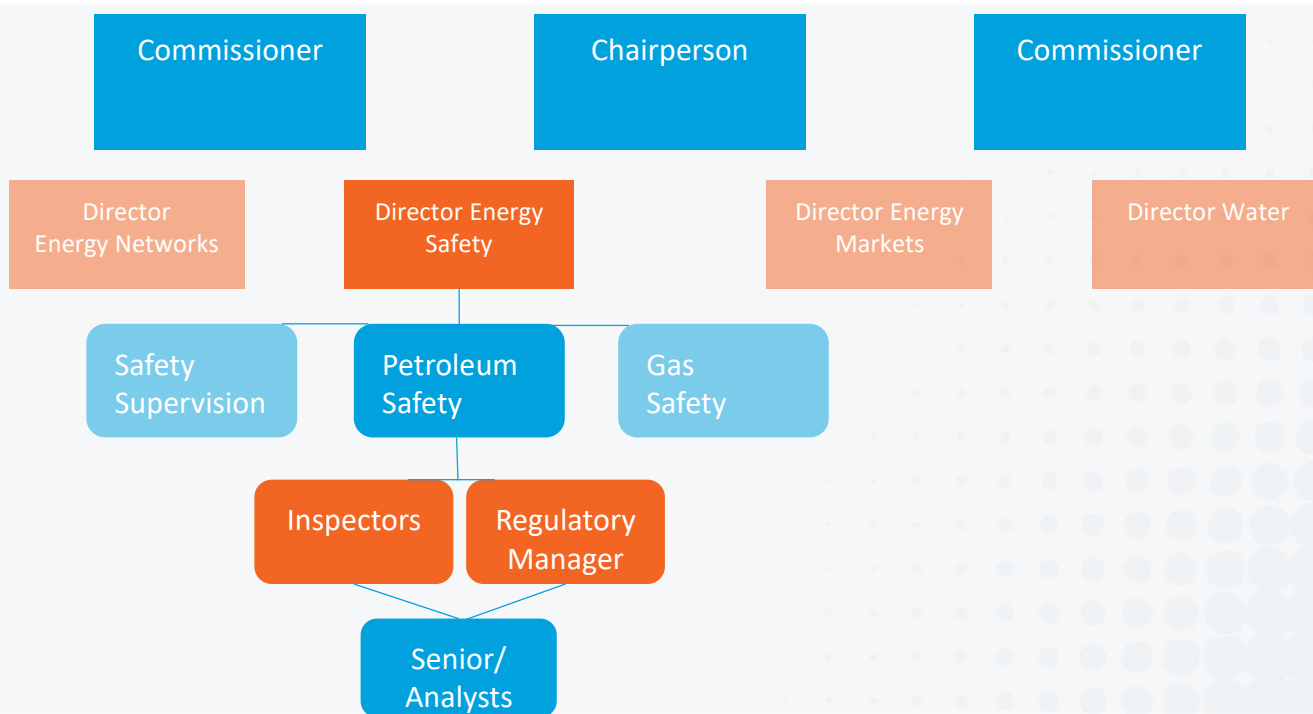 Commissioner
Chairperson
Commissioner
Director
Energy Networks
Director Energy
Safety
Director Energy
Markets
Director Water
Safety
Supervision
Petroleum
Safety
Gas
Safety
Inspectors
Regulatory
Manager
Senior/
Analysts